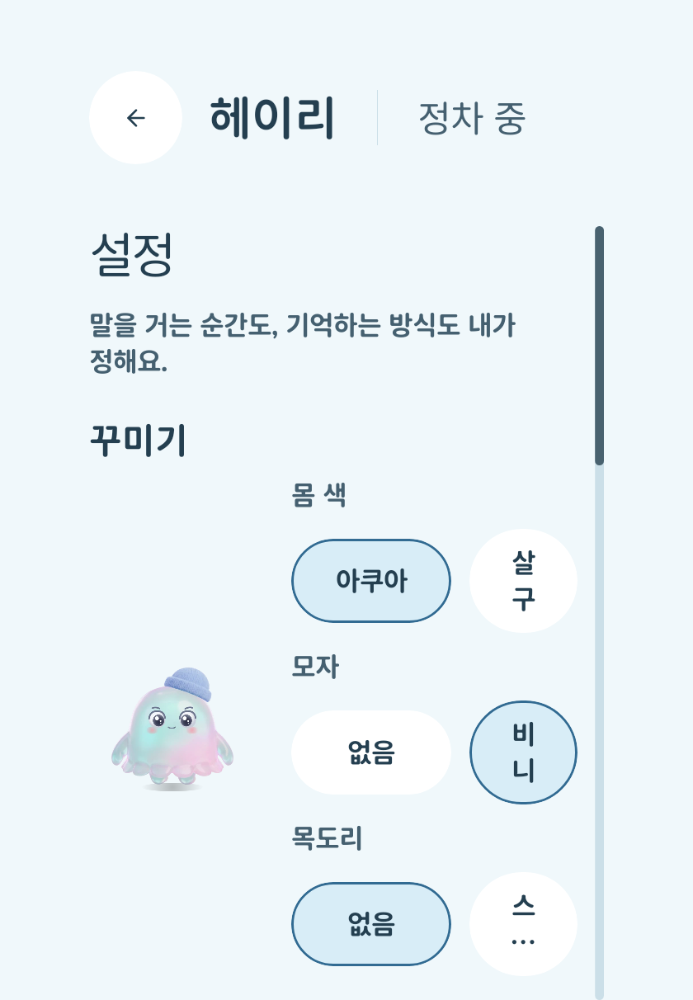 헤이리
정차 중
설정
말을 거는 순간도, 기억하는 방식도 내가
정해요.
꾸미기
몸 색
아쿠아
살
구
모자
없음
비
니
목도리
없음
스
...